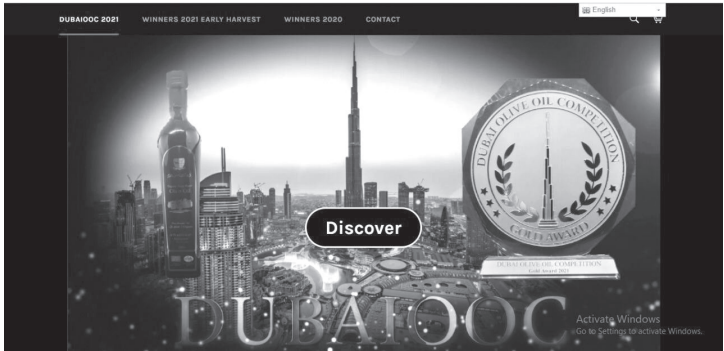 English
DUBAIOOC 2021 WINNERS 2021 EARLY HARVEST WINNERS 2020 CONTACT
DUBAI OLIVE OIL COMPETITION
GOLD AWARD
Discover
DUBAI OLIVE OIL COMPETITION
Gold Award 2021
DUBAIOOC
Activate Windows
Go to Settings to activate Windows.